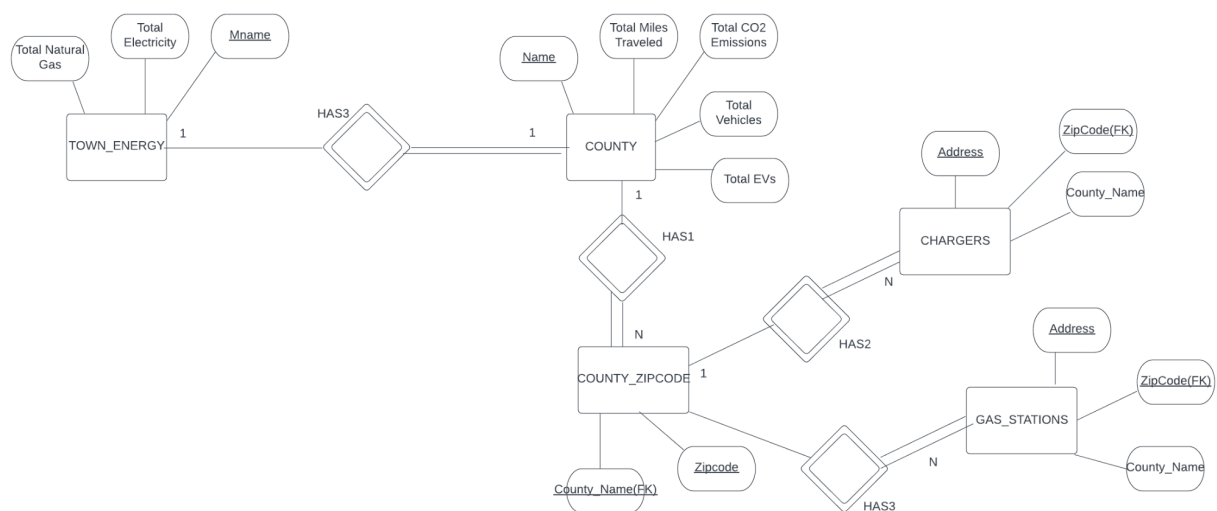 Total Natural
Gas
Total
Electricity
Mname
Name
Total Miles
Traveled
Total CO2
Emissions
Total
Vehicles
Total EVs
HAS3
TOWN_ENERGY
1
1
COUNTY
1
HAS1
Address
ZipCode(FK)
County_Name
CHARGERS
N
HAS2
N
COUNTY_ZIPCODE
1
County_Name(FK)
Zipcode
Address
ZipCode(FK)
GAS_STATIONS
County_Name
N
HAS3